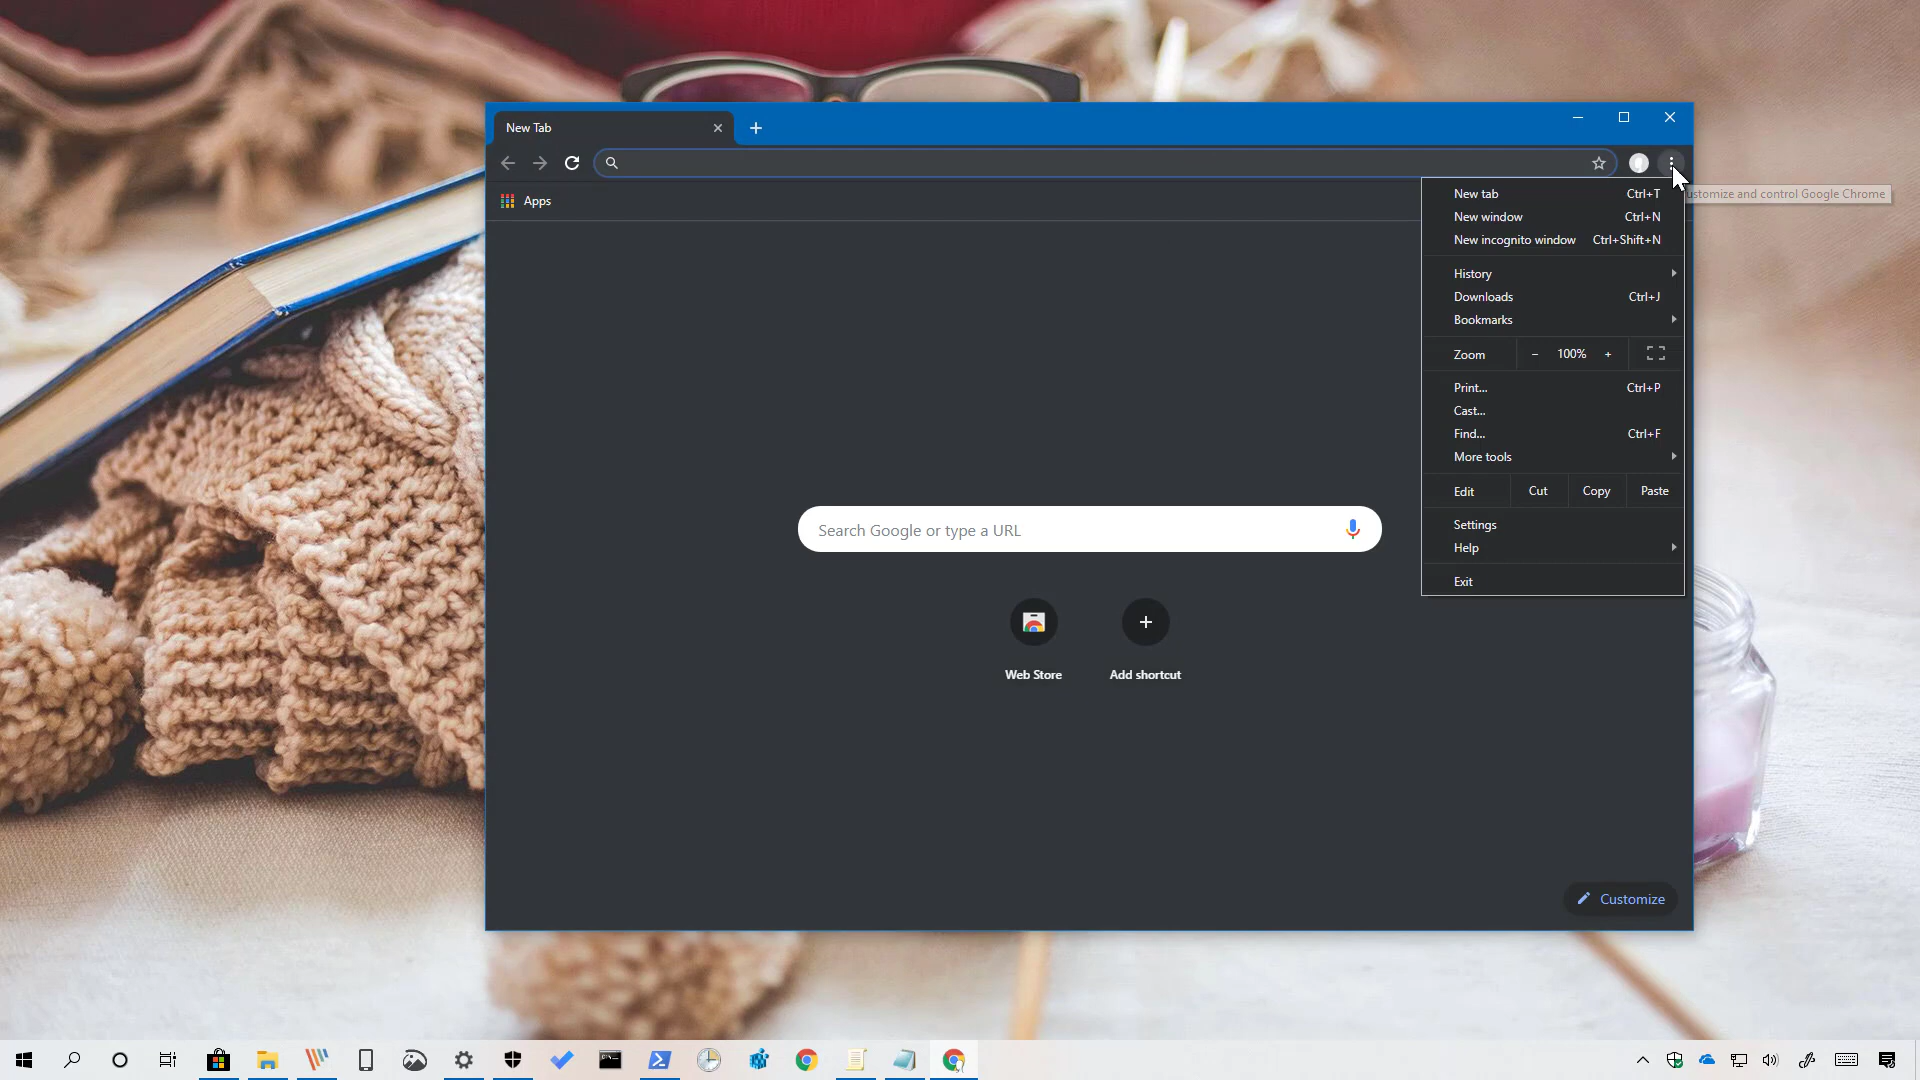 New Tab
Apps
New tab Ctrl+T
ustomize and control Google Chrome
New window Ctrl+N
New incognito window Ctrl+Shift+N
History
Downloads Ctrl+J
Bookmarks
Zoom - 100% +
Print... Ctrl+P
Cast...
Find... Ctrl+F
More tools
Edit Cut Copy Paste
Settings
Help
Exit
Search Google or type a URL
Web Store
Add shortcut
Customize